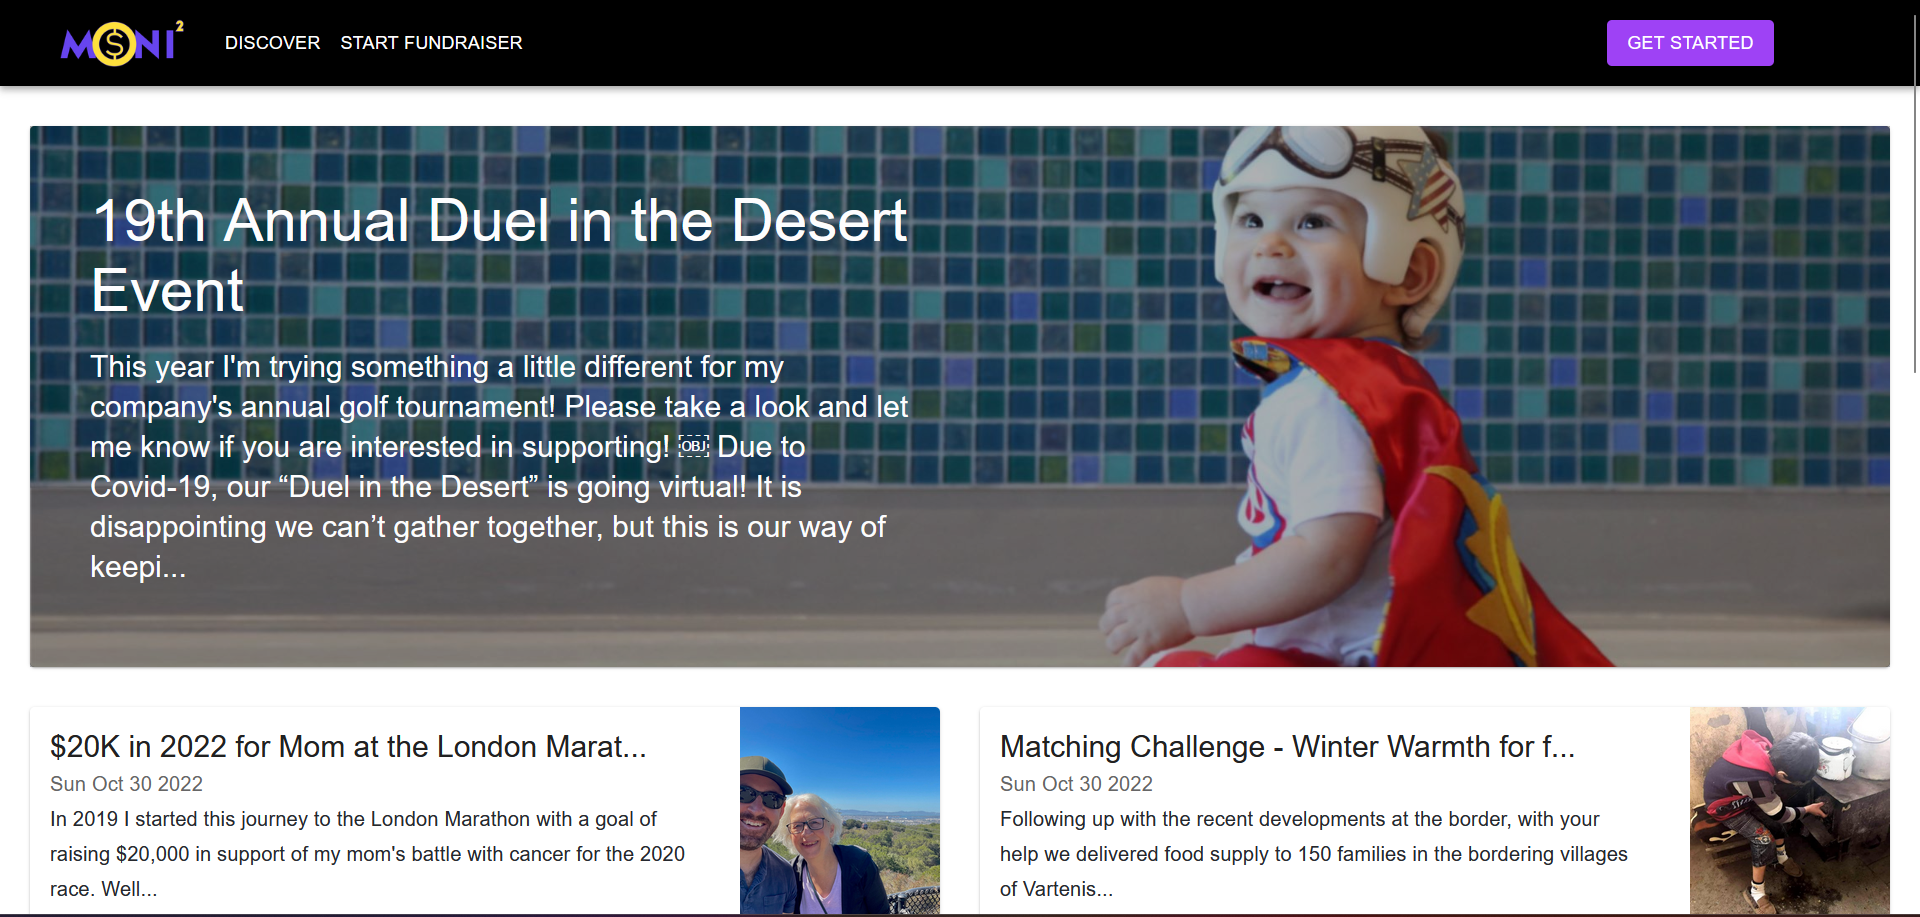 M$NI²
DISCOVER
START FUNDRAISER
GET STARTED
19th Annual Duel in the Desert
Event
This year I'm trying something a little different for my
company's annual golf tournament! Please take a look and let
me know if you are interested in supporting! OBJ Due to
Covid-19, our “Duel in the Desert” is going virtual! It is
disappointing we can’t gather together, but this is our way of
keepi...
$20K in 2022 for Mom at the London Marat...
Sun Oct 30 2022
In 2019 I started this journey to the London Marathon with a goal of
raising $20,000 in support of my mom's battle with cancer for the 2020
race. Well...
Matching Challenge - Winter Warmth for f...
Sun Oct 30 2022
Following up with the recent developments at the border, with your
help we delivered food supply to 150 families in the bordering villages
of Vartenis...